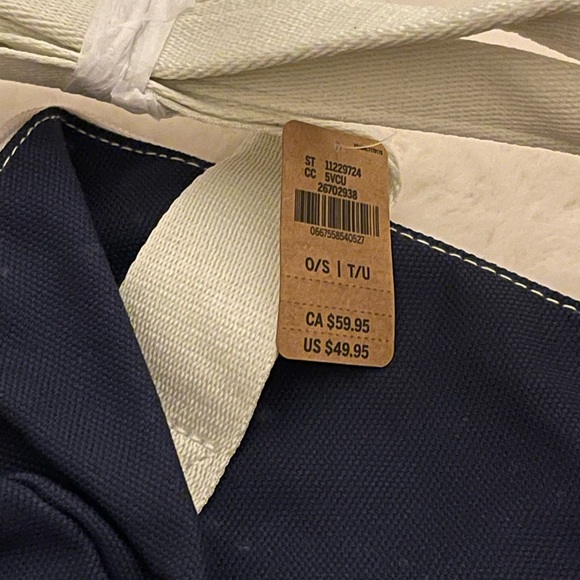 ST 11229724
CC 5VCU
26702938
0667558540527
O/S | T/U
CA $59.95
US $49.95